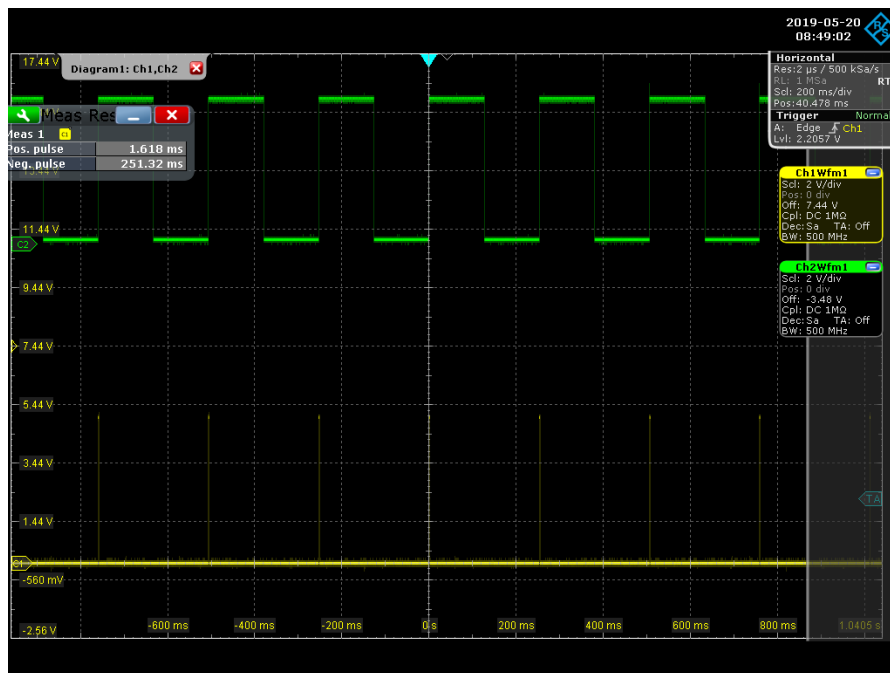 2019-05-20
08:49:02
Diagram1: Ch1,Ch2
17.44 V
Horizontal
Res:2 µs / 500 kSa/s
RL: 1 MSa RT
Scl: 200 ms/div
Pos:40.478 ms
Trigger Normal
A: Edge Ch1
Lvl: 2.2057 V
Meas Res
Meas 1 C1
Pos. pulse 1.618 ms
Neg. pulse 251.32 ms
13.44 V
Ch1Wfm1
Scl: 2 V/div
Pos: 0 div
Off: 7.44 V
Cpl: DC 1MΩ
Dec:Sa TA: Off
BW: 500 MHz
11.44 V
C2
Ch2Wfm1
Scl: 2 V/div
Pos: 0 div
Off: -3.48 V
Cpl: DC 1MΩ
Dec:Sa TA: Off
BW: 500 MHz
9.44 V
7.44 V
5.44 V
3.44 V
TA
1.44 V
C1
-560 mV
-2.56 V
-600 ms
-400 ms
-200 ms
0 s
200 ms
400 ms
600 ms
800 ms
1.0405 s